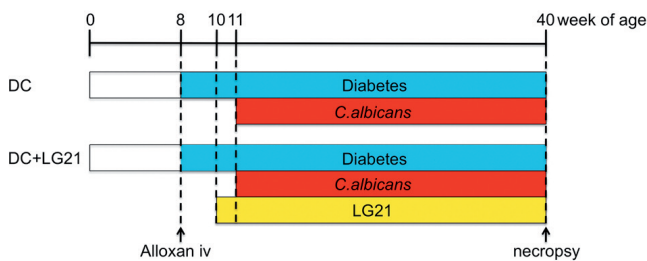 0 8 10 11 40 week of age
DC Diabetes
C.albicans
DC+LG21 Diabetes
C.albicans
LG21
Alloxan iv necropsy